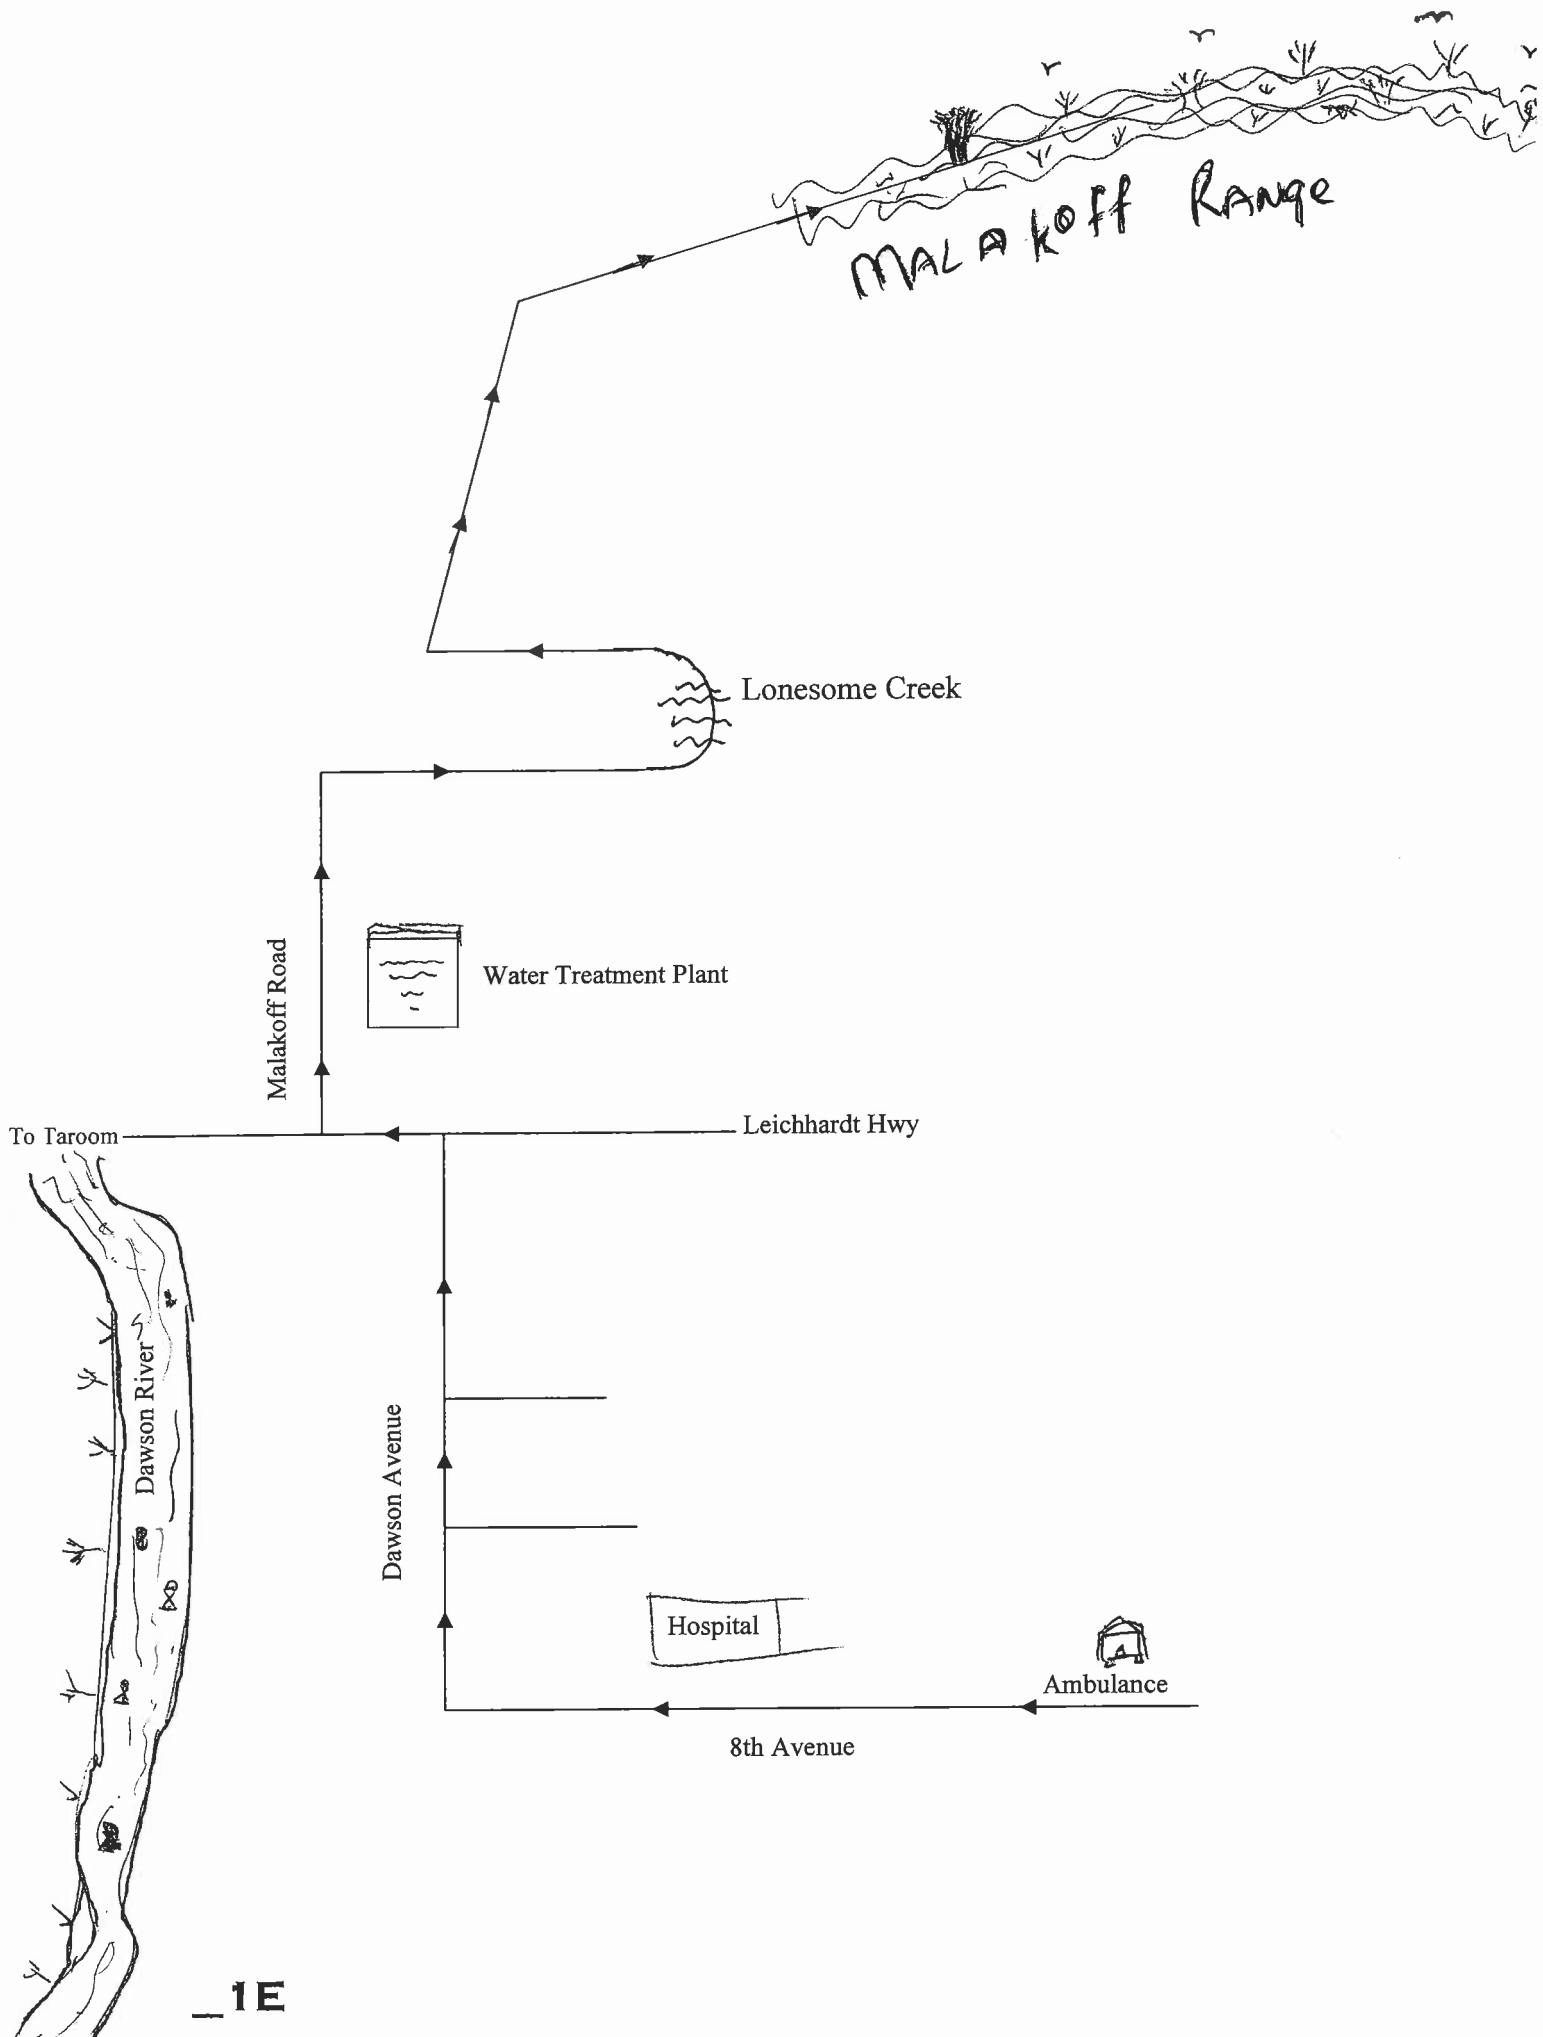 MALAKOFF RANGE
Lonesome Creek
Malakoff Road
Water Treatment Plant
To Taroom
Leichhardt Hwy
Dawson River
Dawson Avenue
Hospital
Ambulance
8th Avenue
_1E